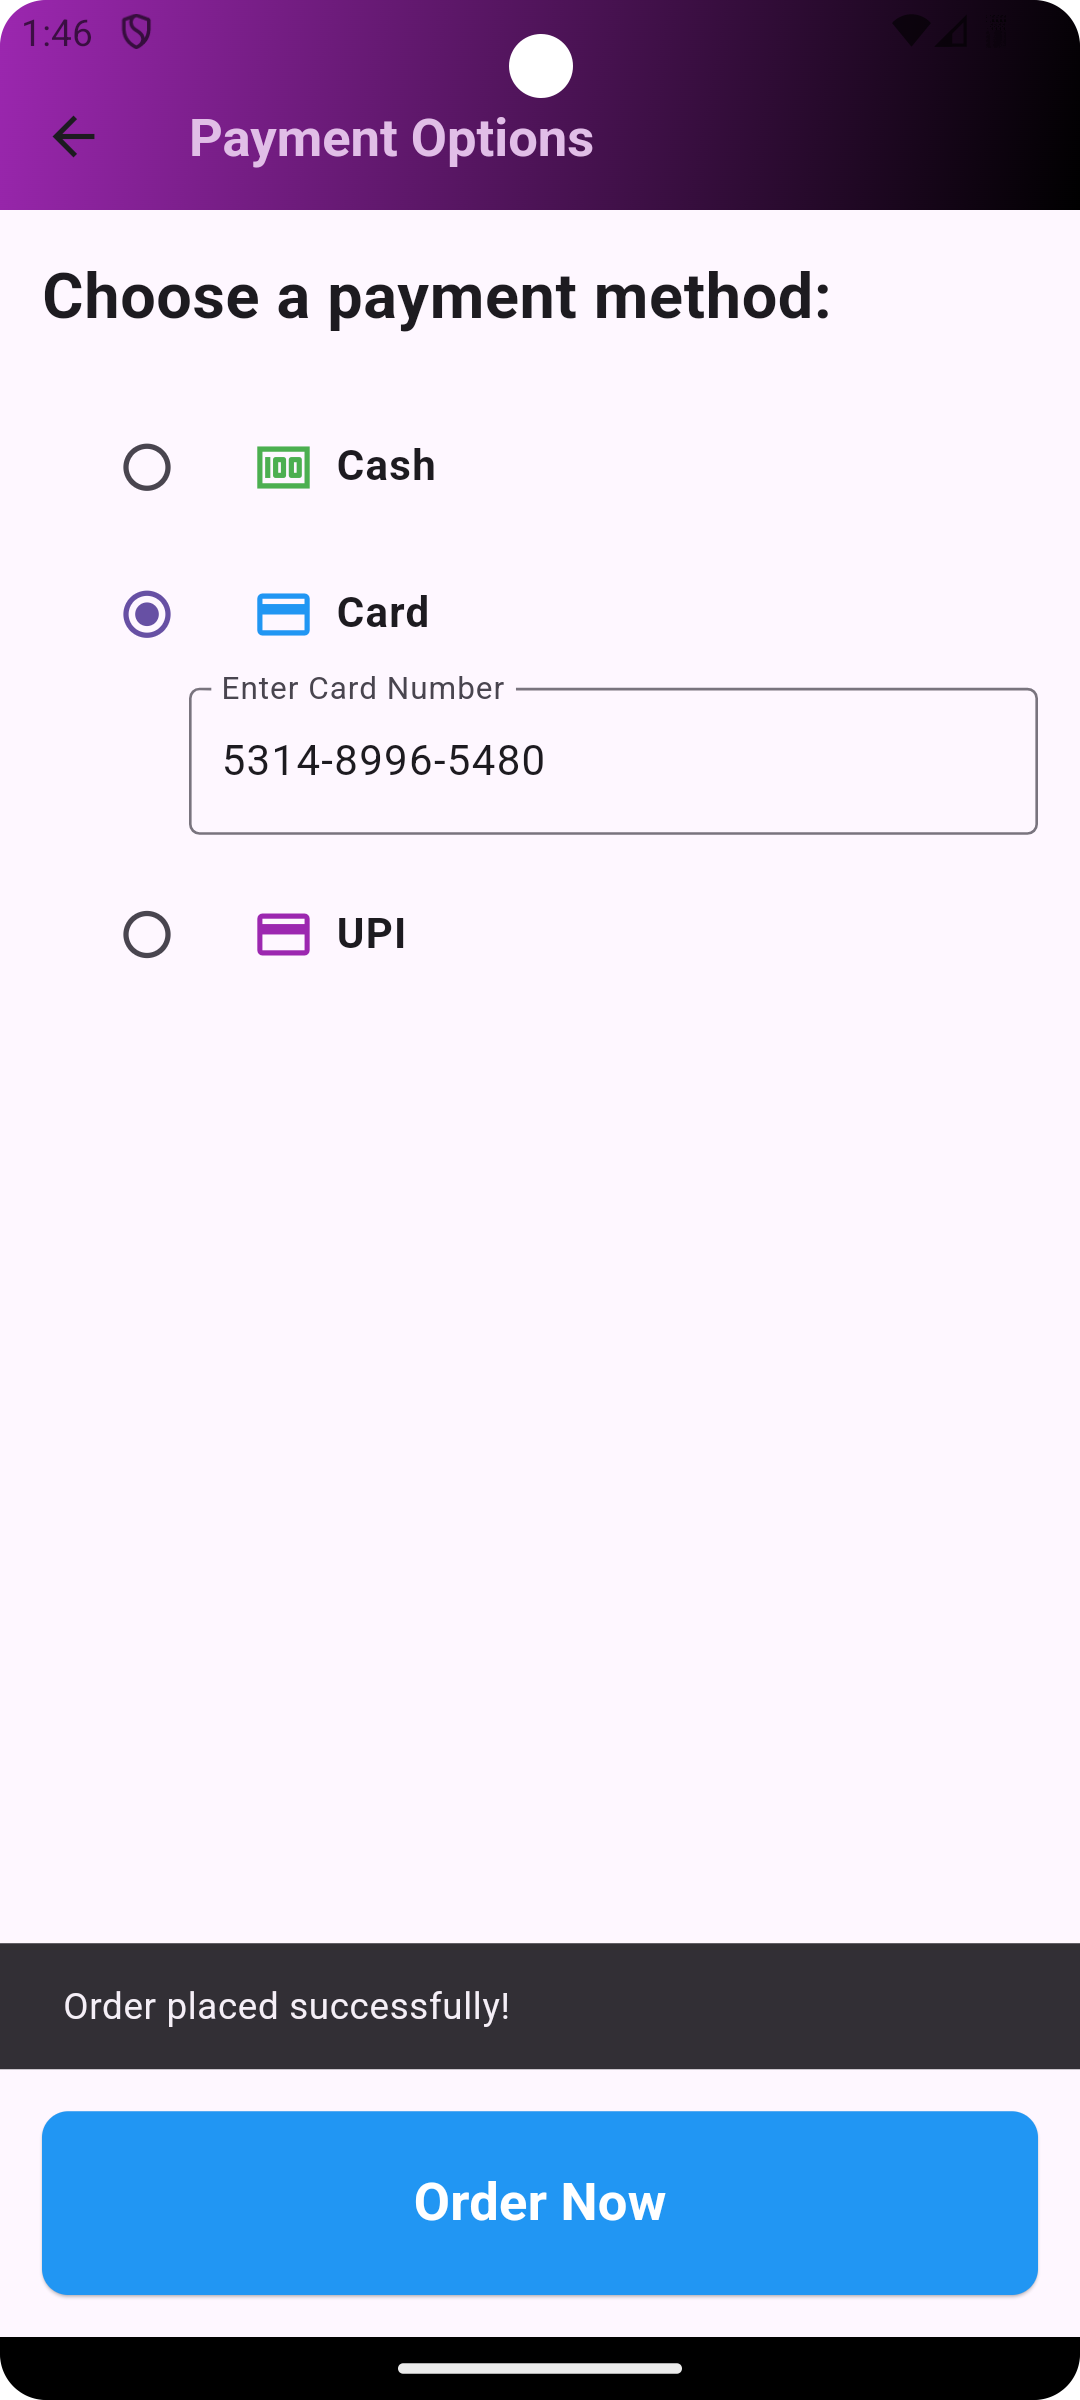 1:46
Payment Options
Choose a payment method:
Cash
Card
Enter Card Number
5314-8996-5480
UPI
Order placed successfully!
Order Now